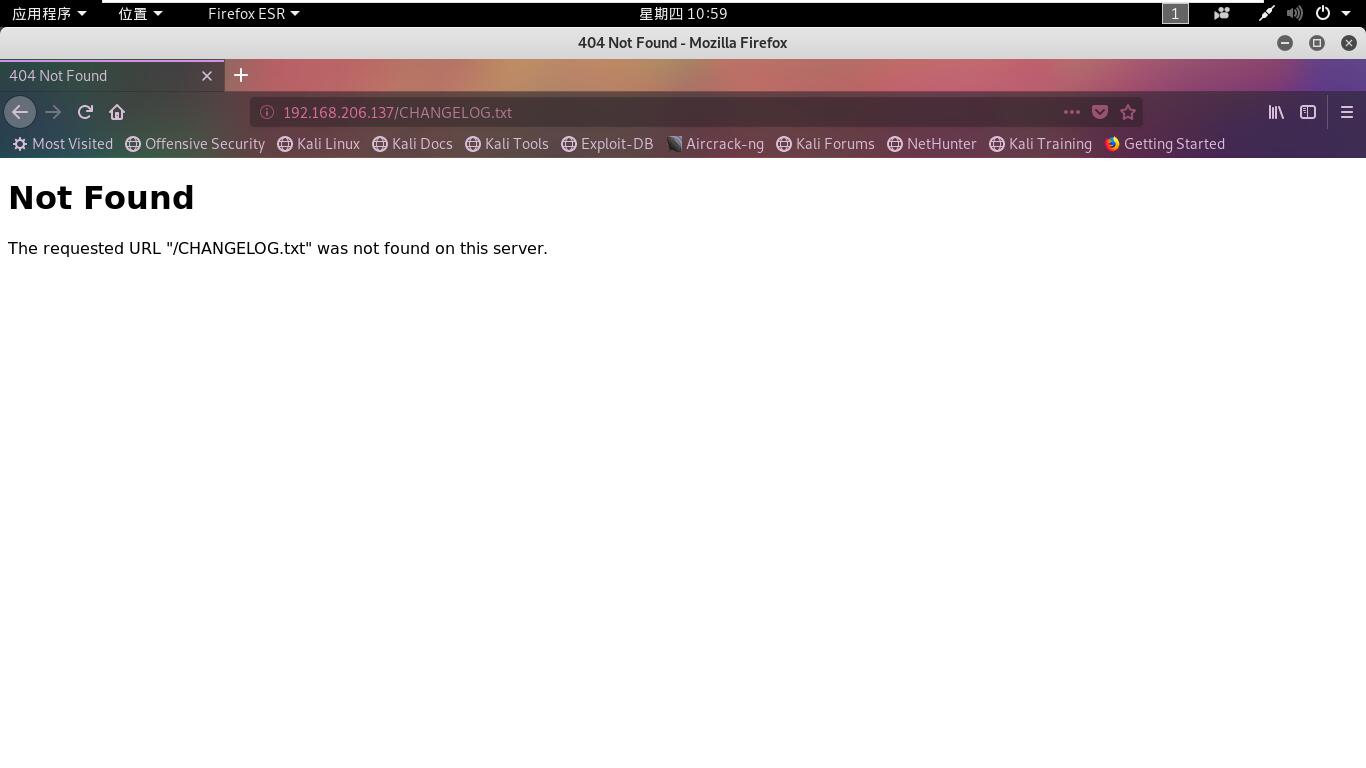 应用程序 位置 Firefox ESR 星期四 10:59 1
404 Not Found - Mozilla Firefox
404 Not Found
192.168.206.137/CHANGELOG.txt
Most Visited Offensive Security Kali Linux Kali Docs Kali Tools Exploit-DB Aircrack-ng Kali Forums NetHunter Kali Training Getting Started
Not Found
The requested URL "/CHANGELOG.txt" was not found on this server.